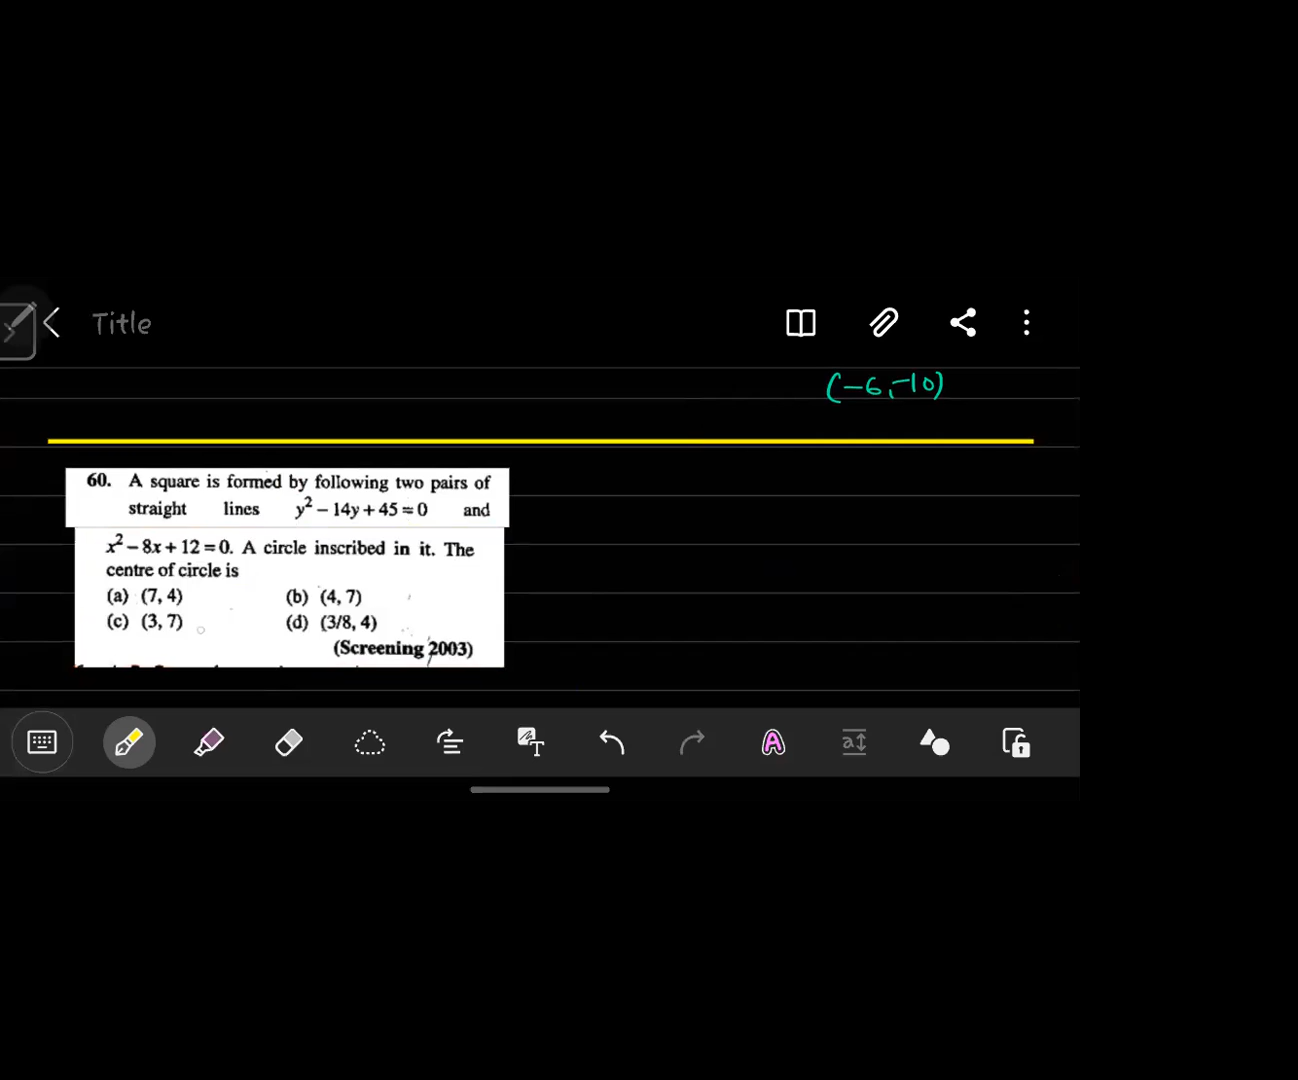 Title
(-6,-10)
60. A square is formed by following two pairs of
straight lines y² – 14y + 45 = 0 and
x² – 8x + 12 = 0. A circle inscribed in it. The
centre of circle is
(a) (7, 4) (b) (4, 7)
(c) (3, 7) (d) (3/8, 4)
(Screening 2003)
T
A
a